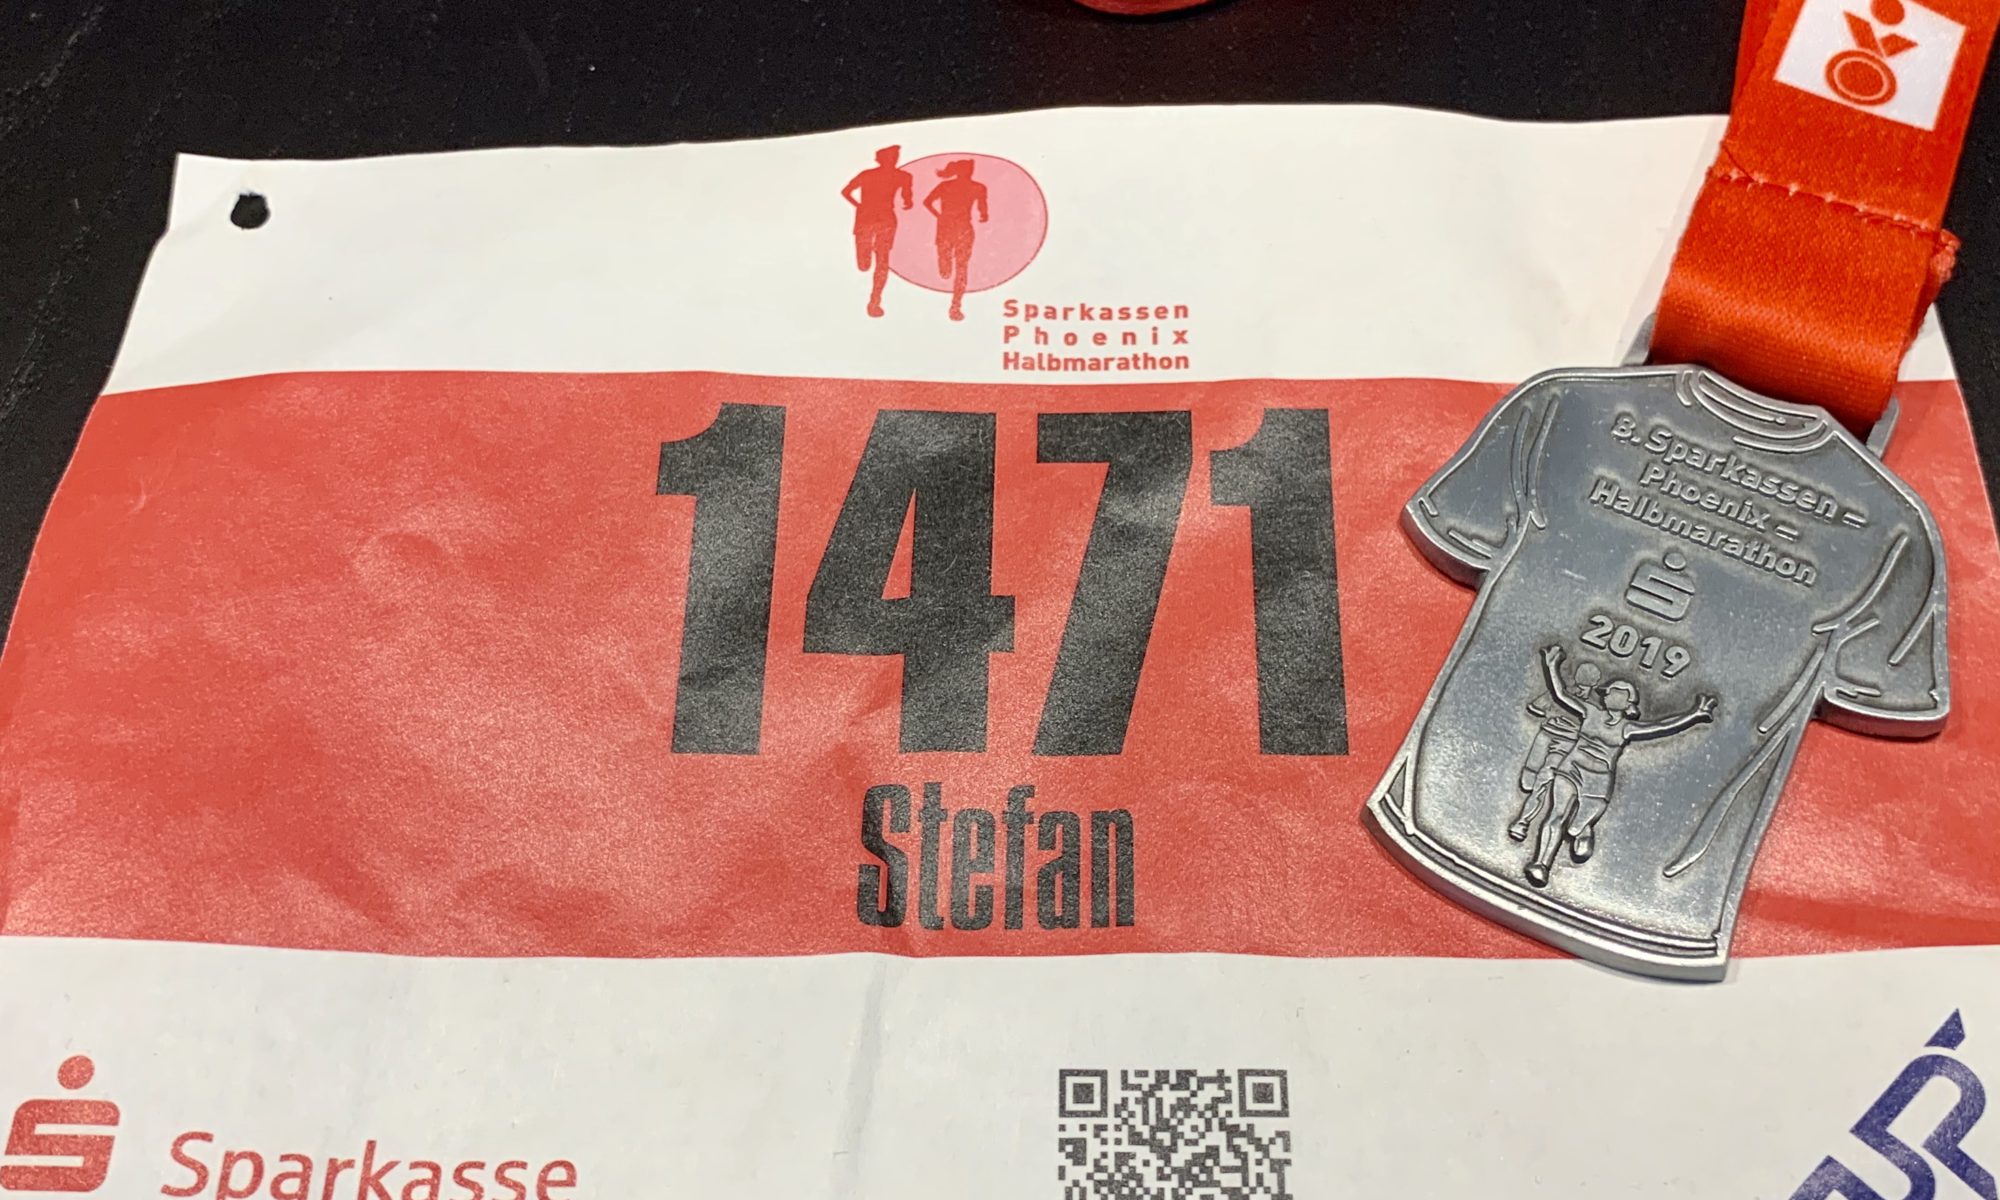 Sparkassen
Phoenix
Halbmarathon
1471
Stefan
8. Sparkassen –
Phoenix –
Halbmarathon
2019
Sparkasse